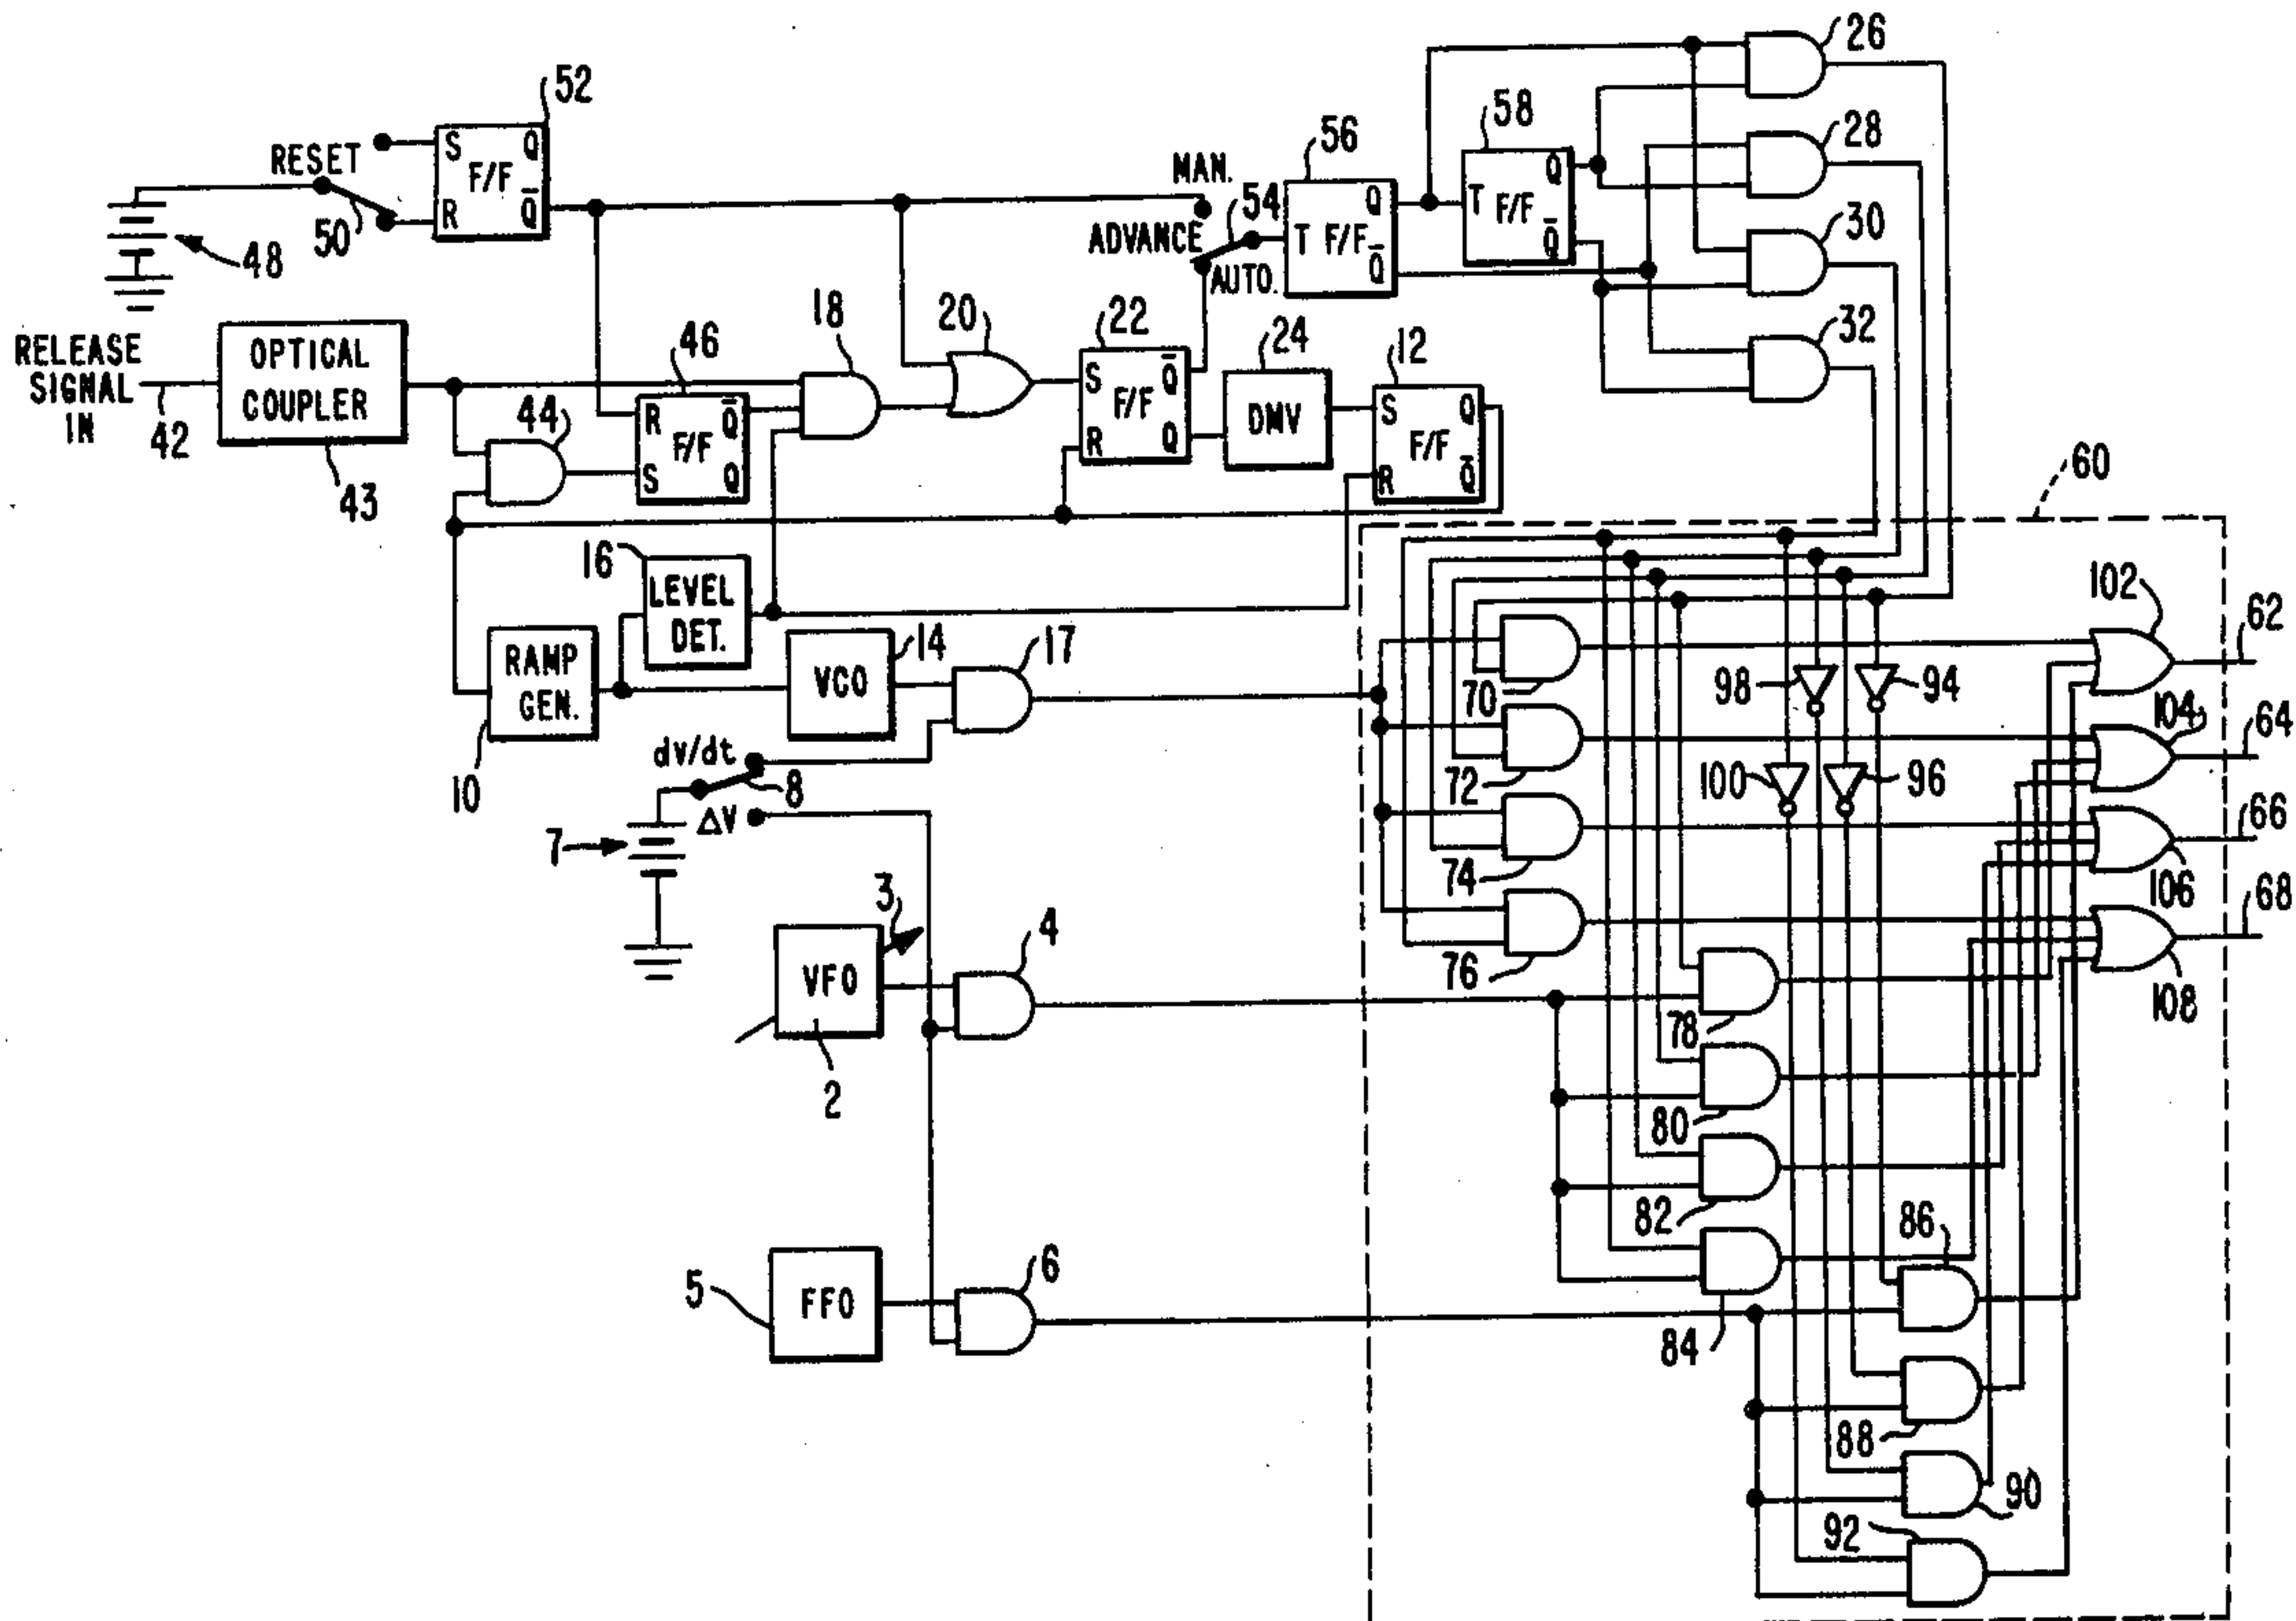 26
52
S Q
F/F
R Q̄
RESET
50
48
MAN.
ADVANCE
AUTO.
54
56
Q
T F/F
Q̄
58
Q
T F/F
Q̄
28
30
32
RELEASE
SIGNAL
IN
42
OPTICAL
COUPLER
43
44
46
R Q̄
F/F
S Q
18
20
22
S Q̄
F/F
R Q
24
DMV
12
S Q
F/F
R Q̄
60
16
LEVEL
DET.
RAMP
GEN.
10
14
VCO
17
dv/dt
8
ΔV
7
3
VFO
2
4
5
FFO
6
70
72
74
76
98
94
100
96
102
62
104
64
66
106
68
108
78
80
82
84
86
88
90
92